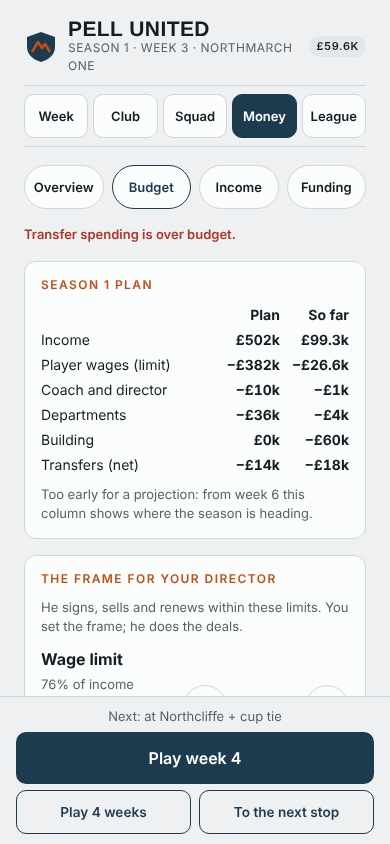 PELL UNITED
SEASON 1 · WEEK 3 · NORTHMARCH
ONE
£59.6K
Week Club Squad Money League
Overview Budget Income Funding
Transfer spending is over budget.
SEASON 1 PLAN
Plan So far
Income £502k £99.3k
Player wages (limit) −£382k −£26.6k
Coach and director −£10k −£1k
Departments −£36k −£4k
Building £0k −£60k
Transfers (net) −£14k −£18k
Too early for a projection: from week 6 this
column shows where the season is heading.
THE FRAME FOR YOUR DIRECTOR
He signs, sells and renews within these limits. You
set the frame; he does the deals.
Wage limit
76% of income
Next: at Northcliffe + cup tie
Play week 4
Play 4 weeks To the next stop